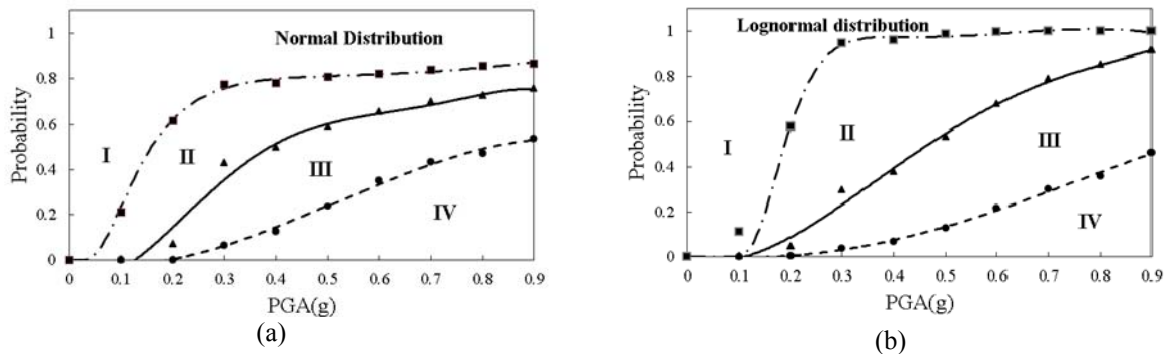 Normal Distribution
Probability
1
0.8
0.6
0.4
0.2
0
I
II
III
IV
0 0.1 0.2 0.3 0.4 0.5 0.6 0.7 0.8 0.9
PGA(g)
(a)
Lognormal distribution
Probability
1
0.8
0.6
0.4
0.2
0
I
II
III
IV
0 0.1 0.2 0.3 0.4 0.5 0.6 0.7 0.8 0.9
PGA(g)
(b)